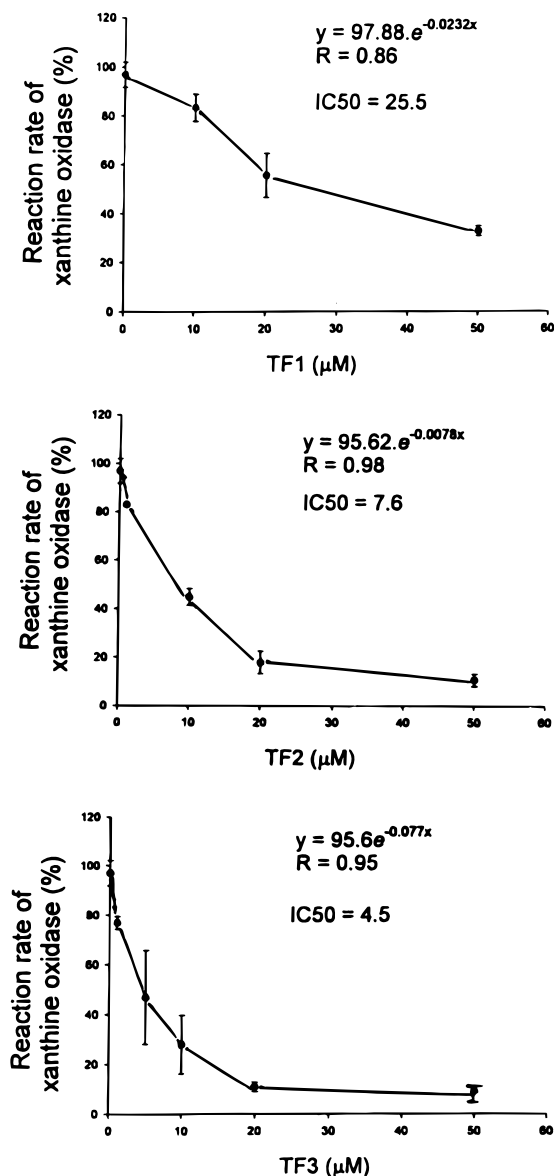 y = 97.88.e^-0.0232x
R = 0.86
IC50 = 25.5
Reaction rate of
xanthine oxidase (%)
120
100
80
60
40
20
0
0 10 20 30 40 50 60
TF1 (μM)
y = 95.62.e^-0.0078x
R = 0.98
IC50 = 7.6
Reaction rate of
xanthine oxidase (%)
120
100
80
60
40
20
0
0 10 20 30 40 50 60
TF2 (μM)
y = 95.6e^-0.077x
R = 0.95
IC50 = 4.5
Reaction rate of
xanthine oxidase (%)
120
100
80
60
40
20
0
0 10 20 30 40 50 60
TF3 (μM)